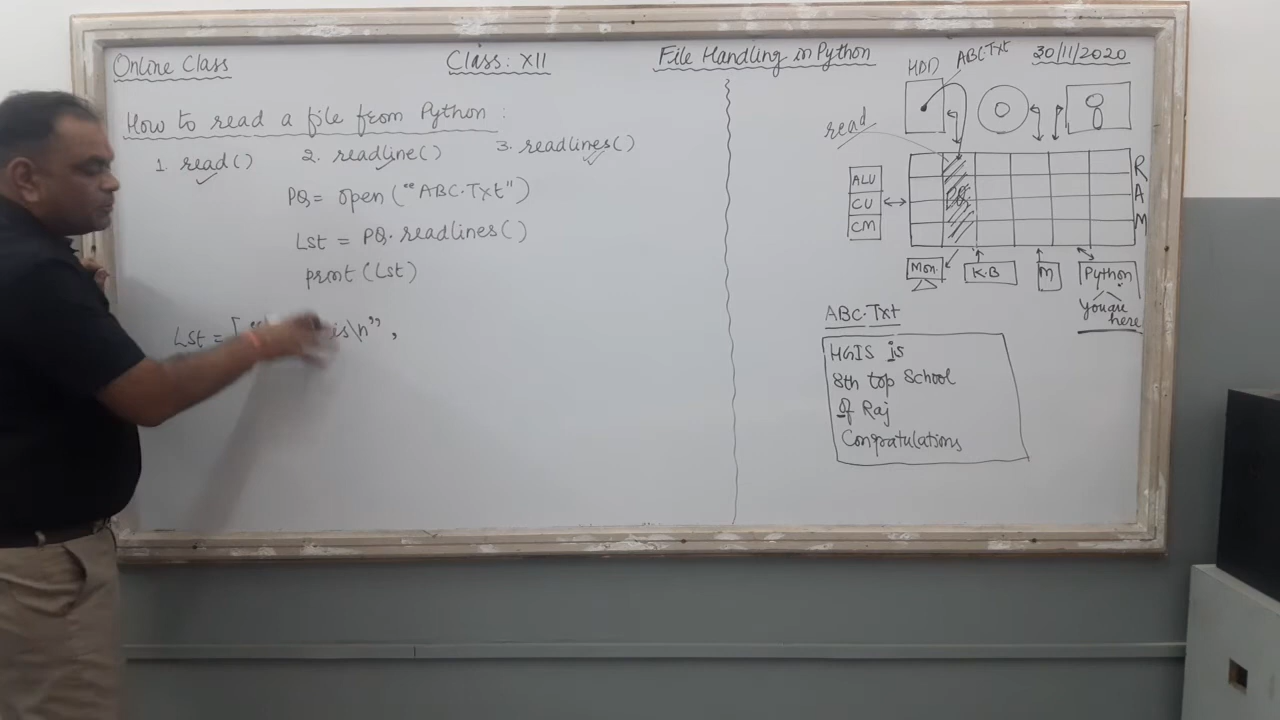 Online Class
Class: XII
File Handling in Python
30/11/2020
How to read a file from Python :
1. read()
2. readline()
3. readlines()
PQ = open ("ABC.Txt")
Lst = PQ.readlines()
print (Lst)
Lst = [ " is\n" ,
HDD
ABC.Txt
read
ALU
CU
CM
PQ
RAM
Mon.
K.B
M
Python
You are
here
ABC.Txt
HGIS is
8th top School
Of Raj
Congratulations